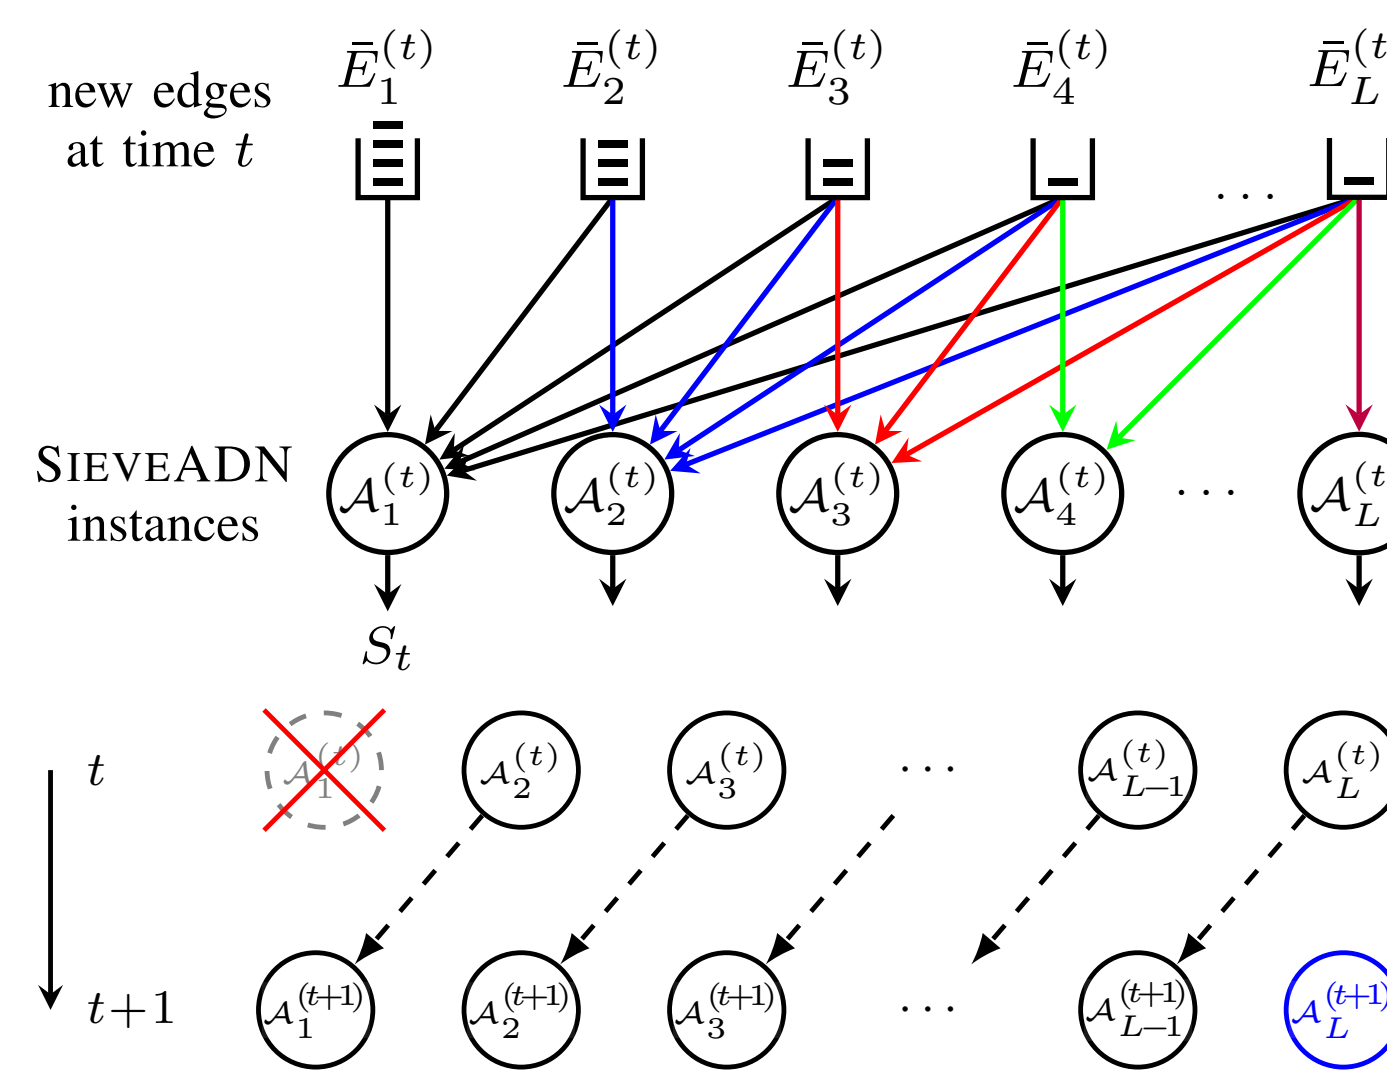 new edges at time t
Ē₁⁽ᵗ⁾ Ē₂⁽ᵗ⁾ Ē₃⁽ᵗ⁾ Ē₄⁽ᵗ⁾ ··· Ē_L^(t
SIEVEADN instances
𝒜₁⁽ᵗ⁾ 𝒜₂⁽ᵗ⁾ 𝒜₃⁽ᵗ⁾ 𝒜₄⁽ᵗ⁾ ··· 𝒜_L^(t
S_t
t 𝒜₁⁽ᵗ⁾ 𝒜₂⁽ᵗ⁾ 𝒜₃⁽ᵗ⁾ ··· 𝒜_{L−1}^(t) 𝒜_L^(t)
t+1 𝒜₁^(t+1) 𝒜₂^(t+1) 𝒜₃^(t+1) ··· 𝒜_{L−1}^(t+1) 𝒜_L^(t+1)